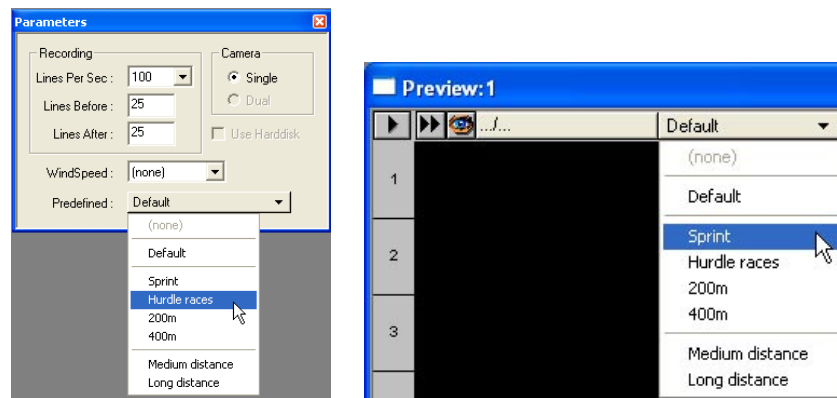 Parameters
Recording
Camera
Lines Per Sec : 100
Single
Lines Before : 25
Dual
Lines After : 25
Use Harddisk
WindSpeed : (none)
Predefined : Default
(none)
Default
Sprint
Hurdle races
200m
400m
Medium distance
Long distance
Preview:1
.../...
Default
(none)
1
Default
Sprint
2
Hurdle races
200m
400m
3
Medium distance
Long distance